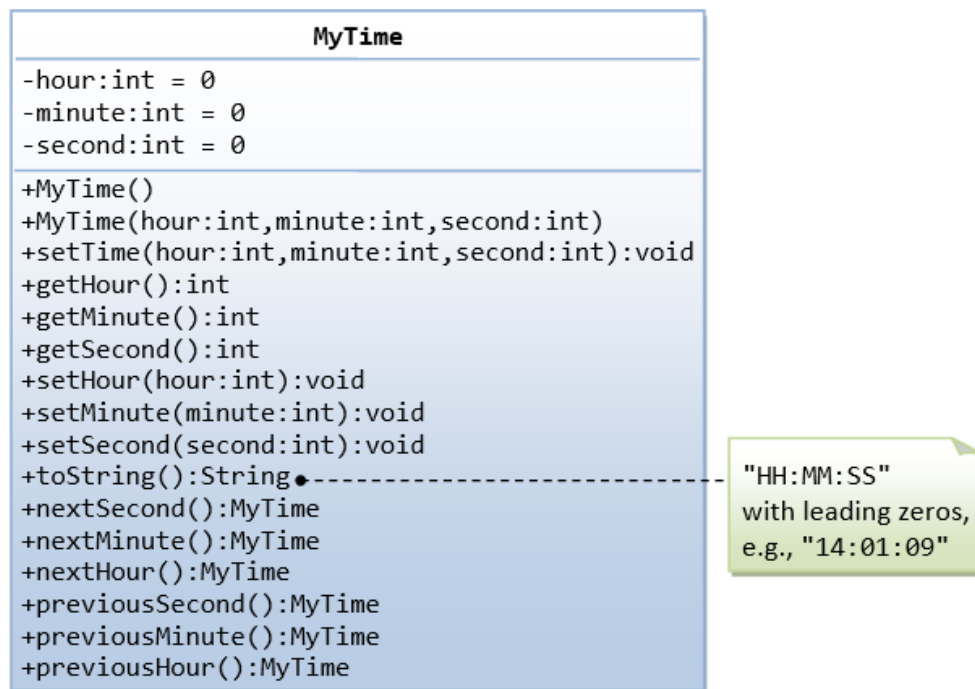 MyTime
-hour:int = 0
-minute:int = 0
-second:int = 0
+MyTime()
+MyTime(hour:int,minute:int,second:int)
+setTime(hour:int,minute:int,second:int):void
+getHour():int
+getMinute():int
+getSecond():int
+setHour(hour:int):void
+setMinute(minute:int):void
+setSecond(second:int):void
+toString():String
+nextSecond():MyTime
+nextMinute():MyTime
+nextHour():MyTime
+previousSecond():MyTime
+previousMinute():MyTime
+previousHour():MyTime
"HH:MM:SS"
with leading zeros,
e.g., "14:01:09"